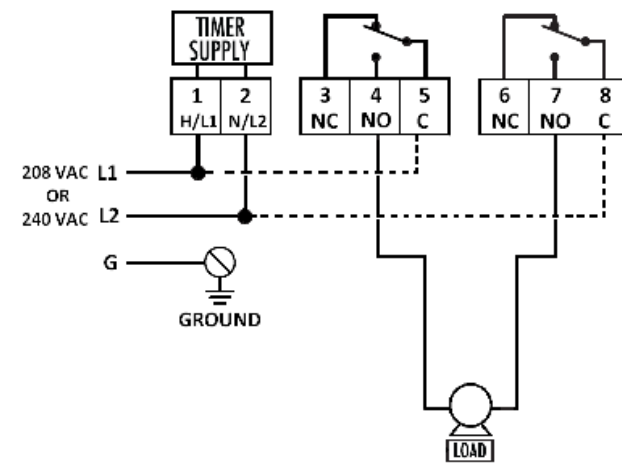 TIMER
SUPPLY
1 2
H/L1 N/L2
3 4 5
NC NO C
6 7 8
NC NO C
208 VAC L1
OR
240 VAC L2
G
GROUND
LOAD